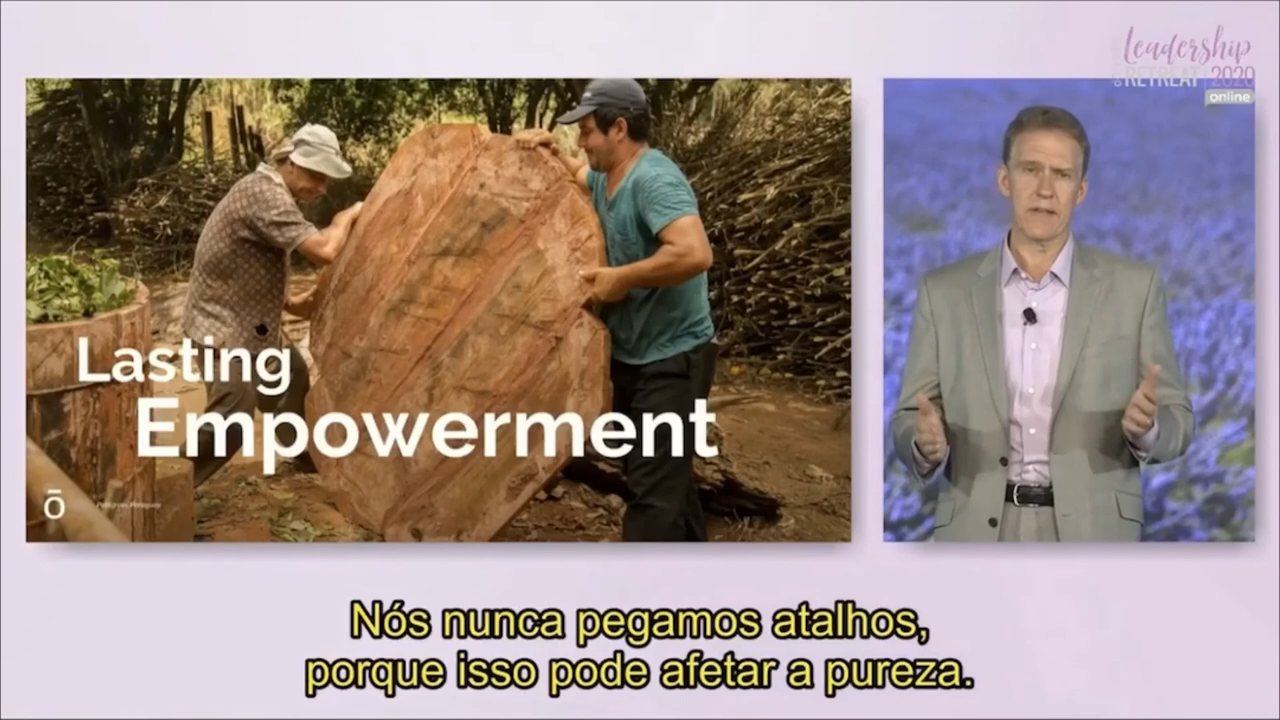 Leadership
RETREAT 2020
online
Lasting
Empowerment
ō
Nós nunca pegamos atalhos,
porque isso pode afetar a pureza.